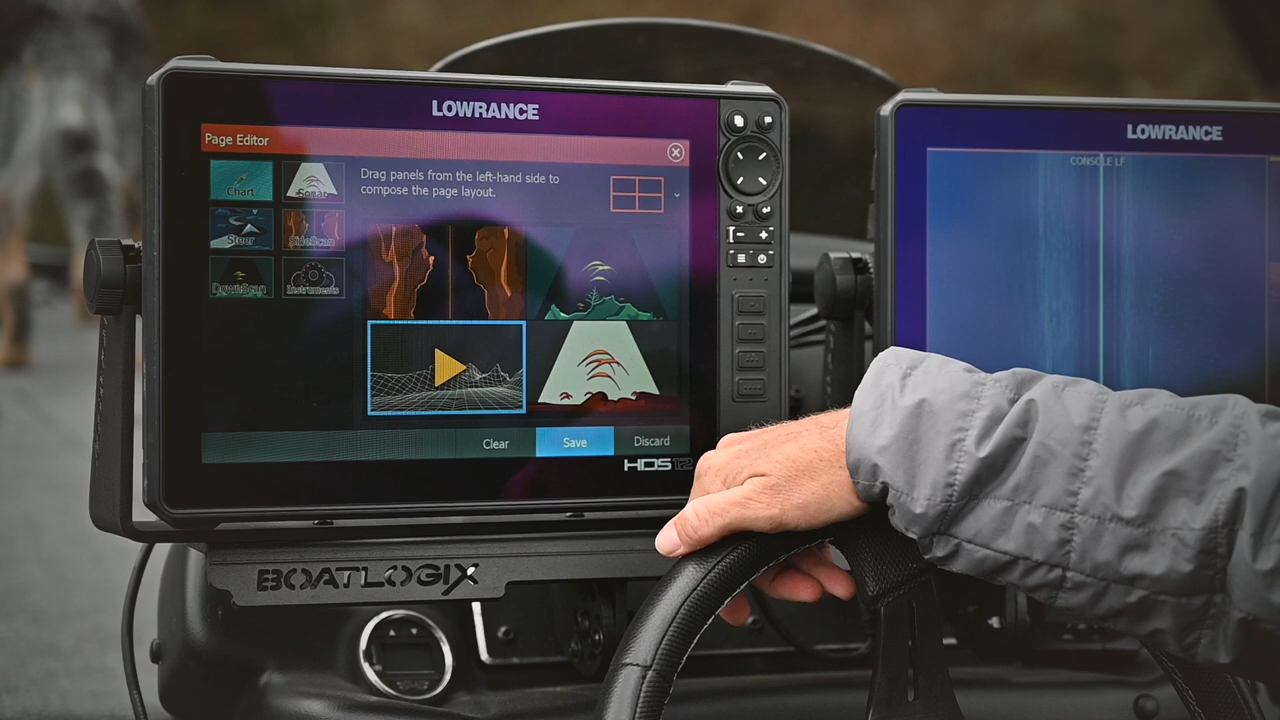 LOWRANCE
Page Editor
Drag panels from the left-hand side to
compose the page layout.
Chart
Sonar
Steer
SideScan
DownScan
Instruments
Clear
Save
Discard
HDS 12
BOATLOGIX
LOWRANCE
CONSOLE LF